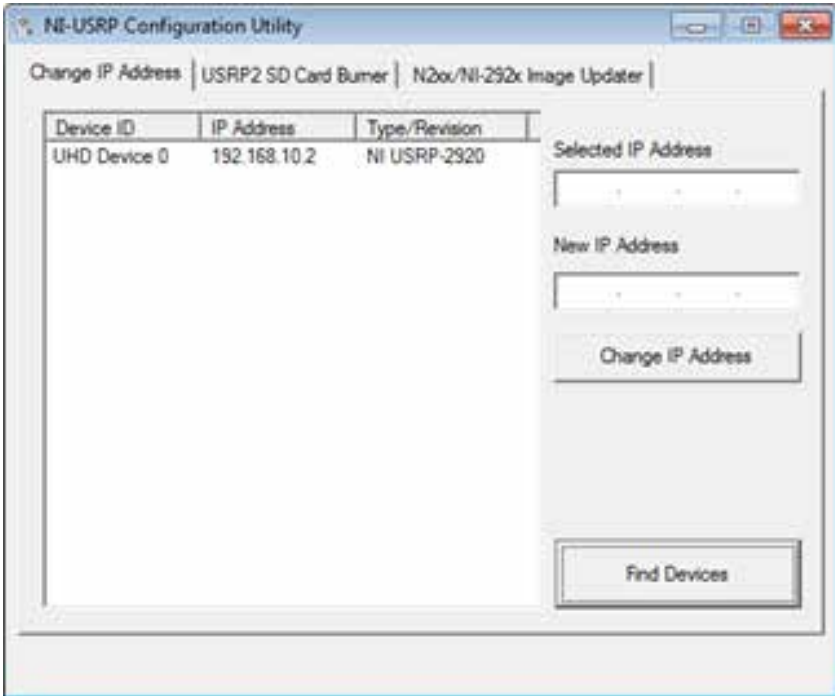 NI-USRP Configuration Utility
Change IP Address USRP2 SD Card Burner N2xx/NI-292x Image Updater
Device ID IP Address Type/Revision
UHD Device 0 192.168.10.2 NI USRP-2920
Selected IP Address
. . .
New IP Address
. . .
Change IP Address
Find Devices